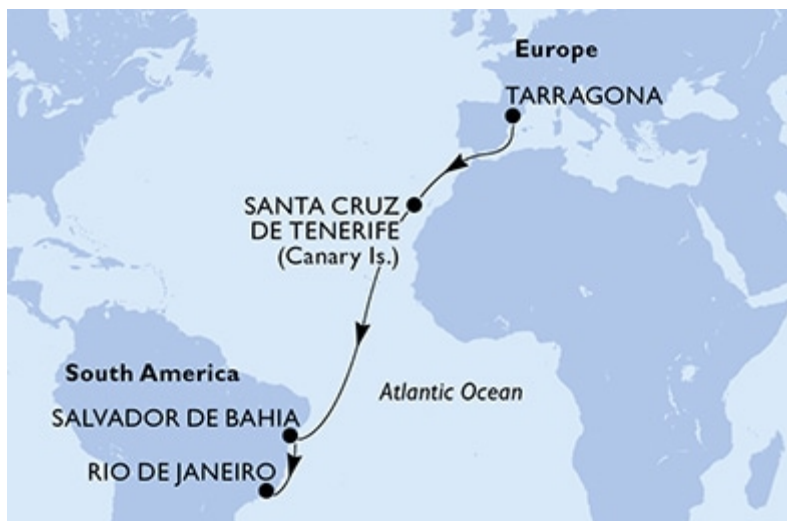 Europe
TARRAGONA
SANTA CRUZ
DE TENERIFE
(Canary Is.)
South America
Atlantic Ocean
SALVADOR DE BAHIA
RIO DE JANEIRO